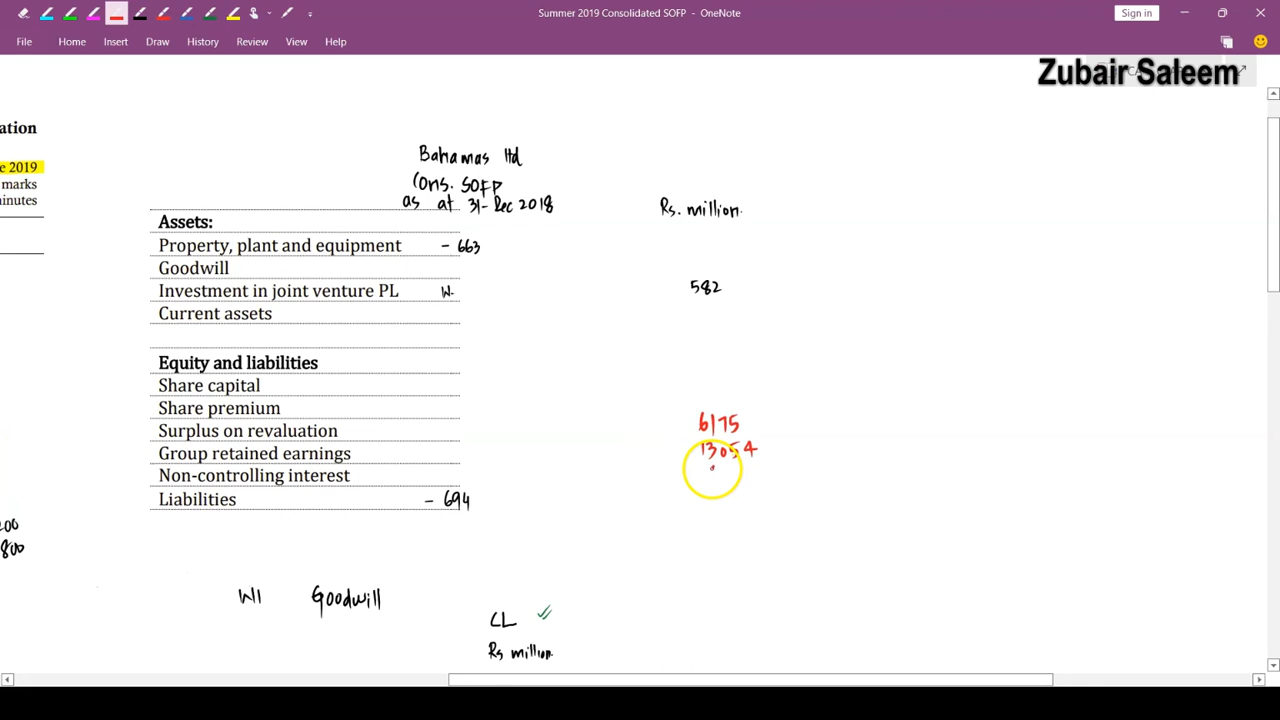 Summer 2019 Consolidated SOFP - OneNote
Sign in
File Home Insert Draw History Review View Help
Zubair Saleem
ation
Bahamas ltd
e 2019
Cons. SOFP
marks
as at 31-Dec 2018
inutes
Rs. million.
Assets:
Property, plant and equipment - 663
Goodwill
Investment in joint venture PL W. 582
Current assets
Equity and liabilities
Share capital
Share premium
Surplus on revaluation 6175
Group retained earnings 13054
Non-controlling interest
Liabilities - 694
200
800
W1 Goodwill
CL
Rs million.